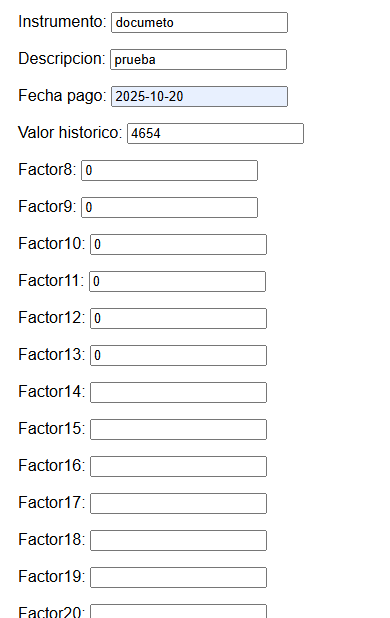 Instrumento: documeto
Descripcion: prueba
Fecha pago: 2025-10-20
Valor historico: 4654
Factor8: 0
Factor9: 0
Factor10: 0
Factor11: 0
Factor12: 0
Factor13: 0
Factor14:
Factor15:
Factor16:
Factor17:
Factor18:
Factor19:
Factor20: